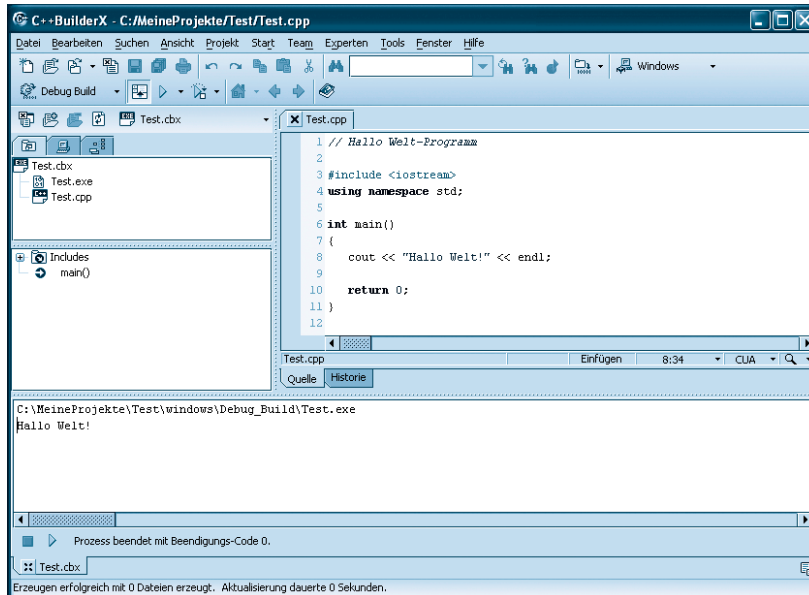 C++BuilderX - C:/MeineProjekte/Test/Test.cpp
Datei Bearbeiten Suchen Ansicht Projekt Start Team Experten Tools Fenster Hilfe
Windows
Debug Build
Test.cbx
Test.cpp
Test.cbx
Test.exe
Test.cpp
Includes
main()
1 // Hallo Welt-Programm
2
3 #include <iostream>
4 using namespace std;
5
6 int main()
7 {
8 cout << "Hallo Welt!" << endl;
9
10 return 0;
11 }
12
Test.cpp Einfügen 8:34 CUA
Quelle Historie
C:\MeineProjekte\Test\windows\Debug_Build\Test.exe
Hallo Welt!
Prozess beendet mit Beendigungs-Code 0.
Test.cbx
Erzeugen erfolgreich mit 0 Dateien erzeugt. Aktualisierung dauerte 0 Sekunden.